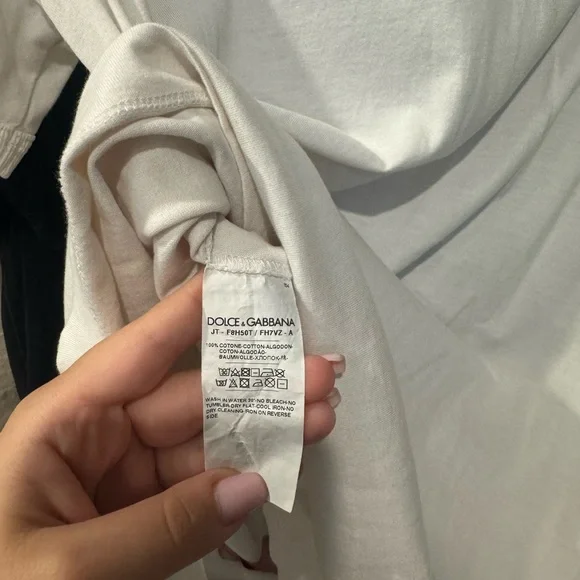 DOLCE & GABBANA
JT - F8H50T / FH7VZ - A
100% COTONE-COTTON-ALGODON-
COTON-ALGODÃO-
BAUMWOLLE-ХЛОПОК-
WASH IN WATER 30°-NO BLEACH-NO
TUMBLE-DRY FLAT-COOL IRON-NO
DRY CLEANING-IRON ON REVERSE
SIDE